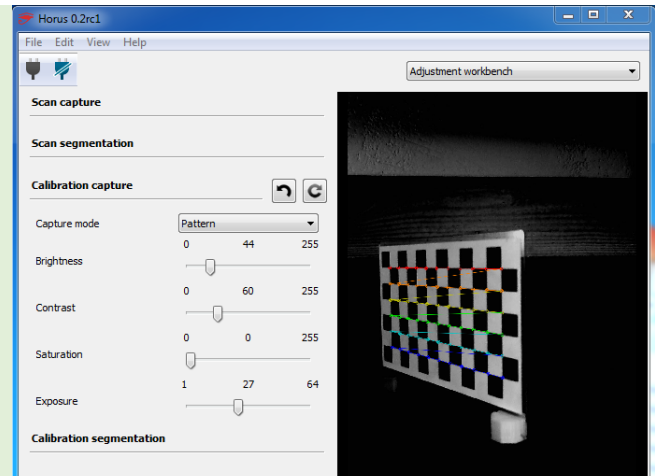 Horus 0.2rc1
File Edit View Help
Adjustment workbench
Scan capture
Scan segmentation
Calibration capture
Capture mode Pattern
0 44 255
Brightness
0 60 255
Contrast
0 0 255
Saturation
1 27 64
Exposure
Calibration segmentation